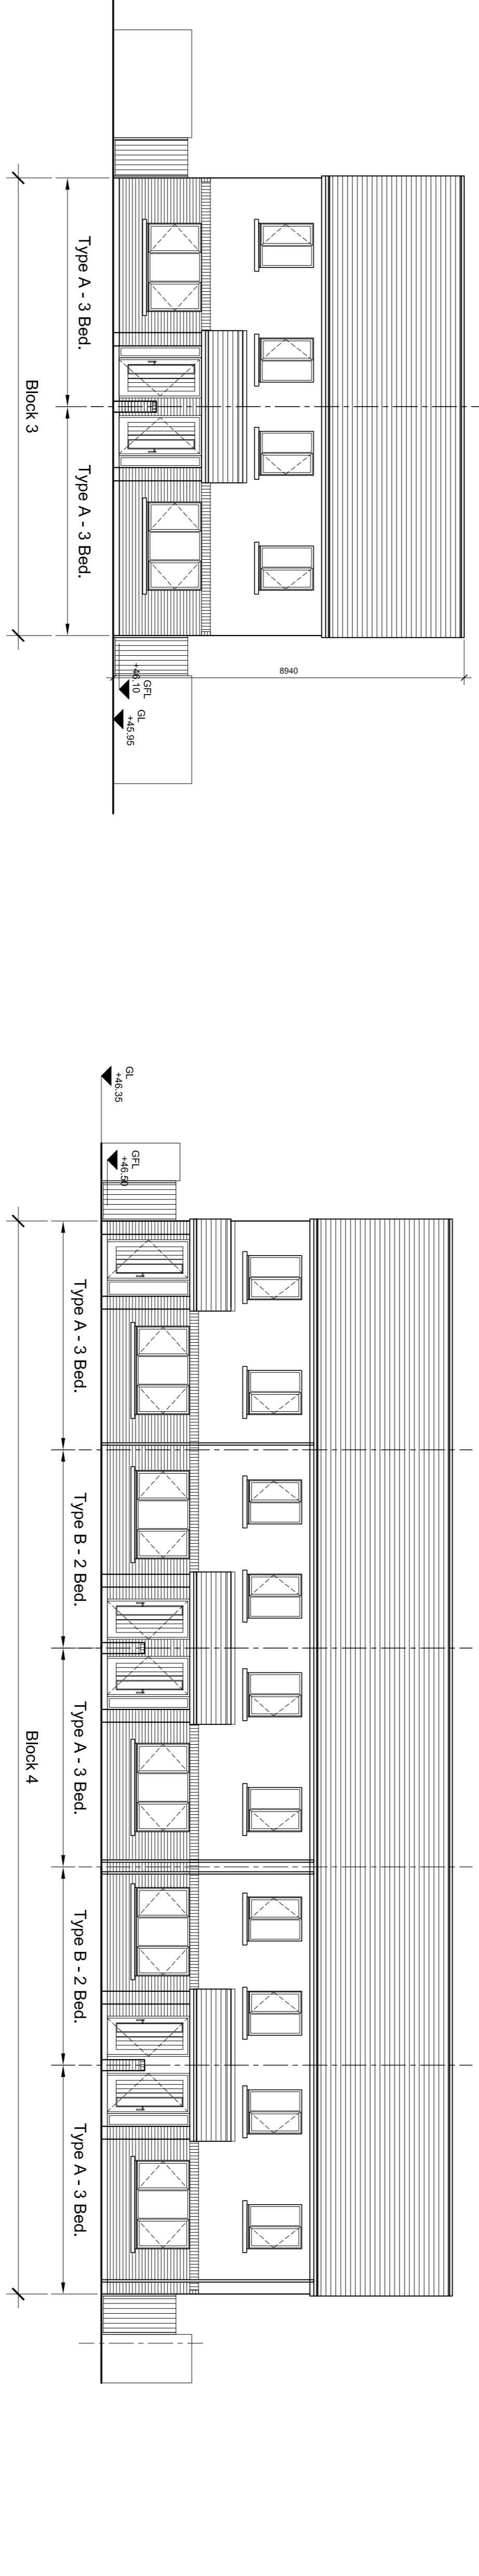 Type A - 3 Bed.
Type A - 3 Bed.
Block 3
8940
GFL
+46.10
GL
+45.95
GL
+46.35
GFL
+46.50
Type A - 3 Bed.
Type B - 2 Bed.
Type A - 3 Bed.
Type B - 2 Bed.
Type A - 3 Bed.
Block 4